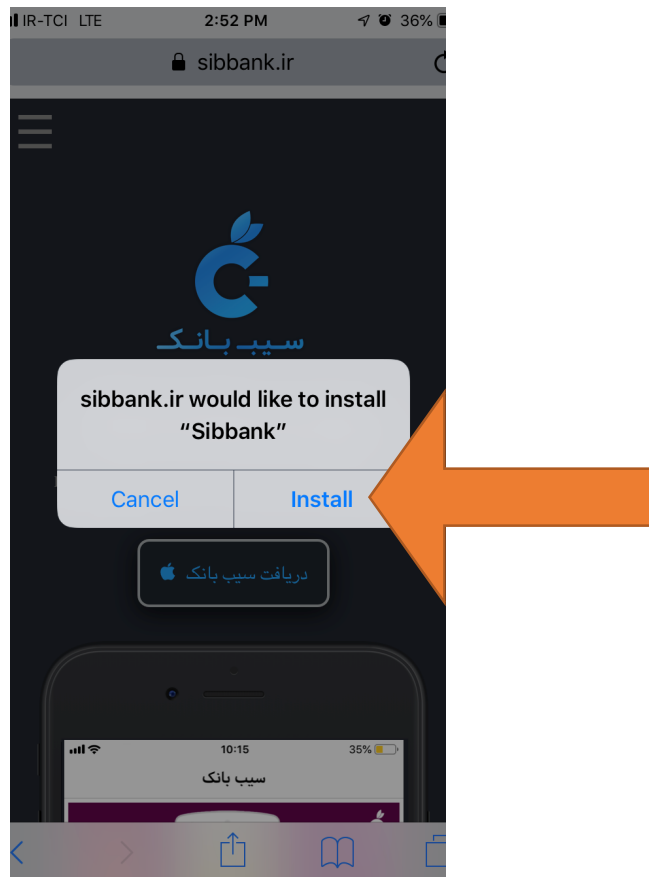 IR-TCI LTE 2:52 PM 36%
sibbank.ir
سیب بانک
sibbank.ir would like to install
“Sibbank”
Cancel Install
دریافت سیب بانک
10:15 35%
سیب بانک